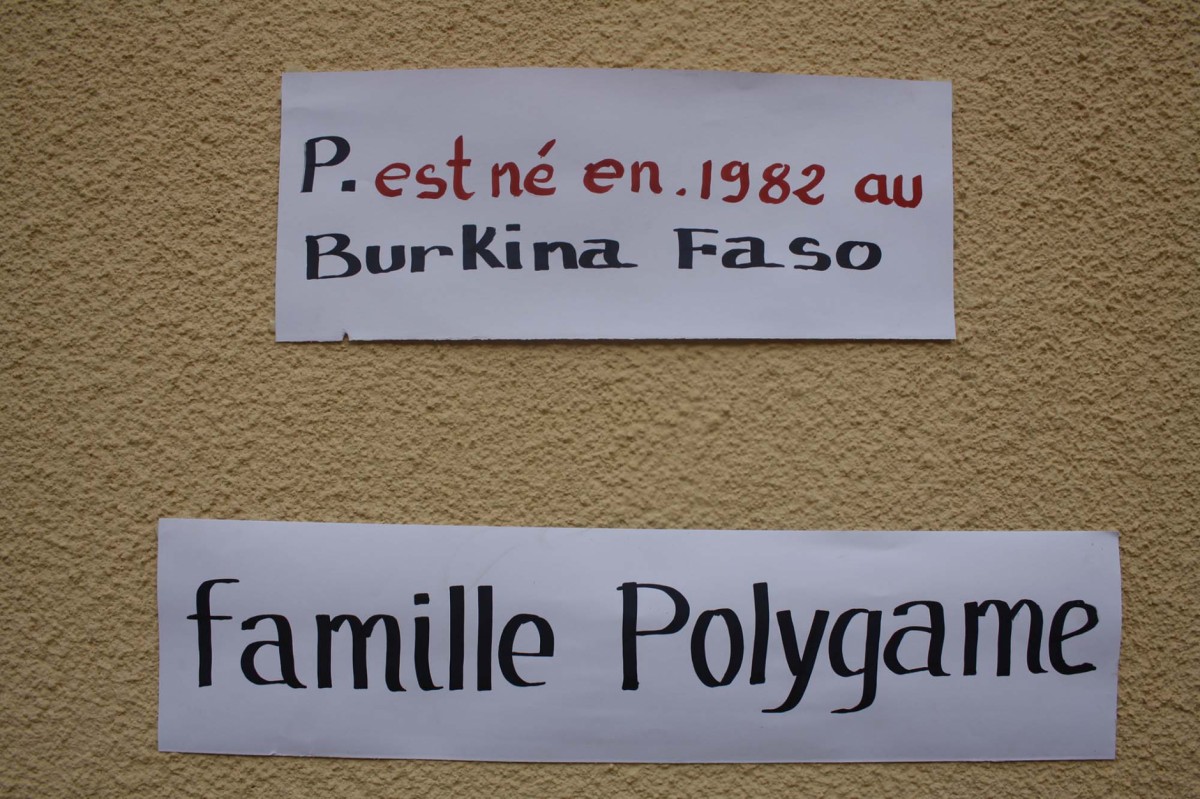 P. est né en. 1982 au
Burkina Faso
famille Polygame